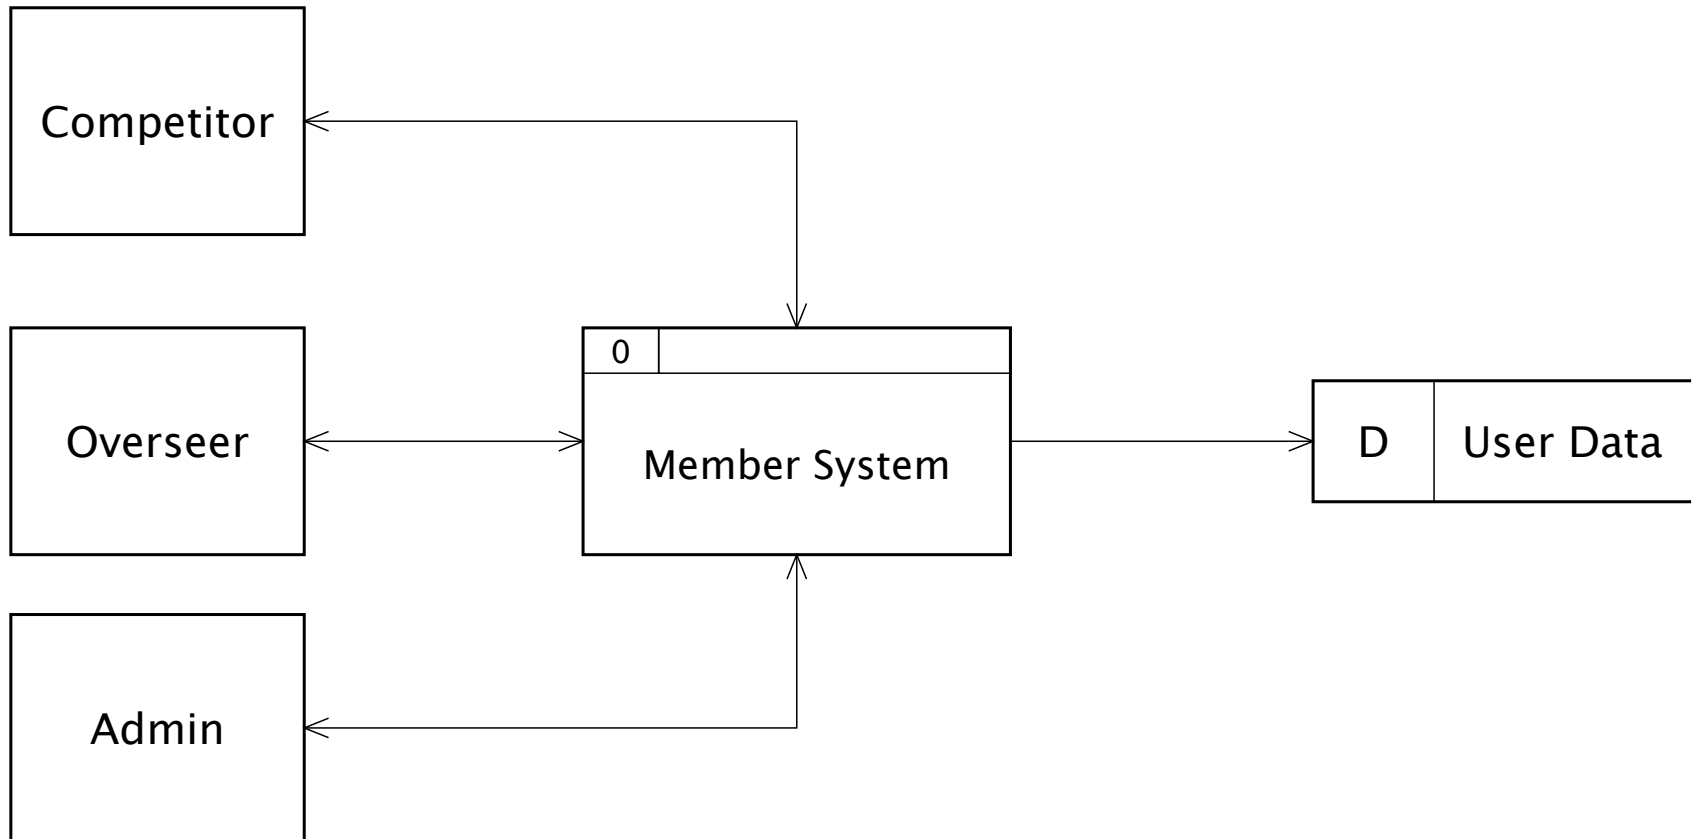 Competitor
Overseer
0
Member System
D
User Data
Admin